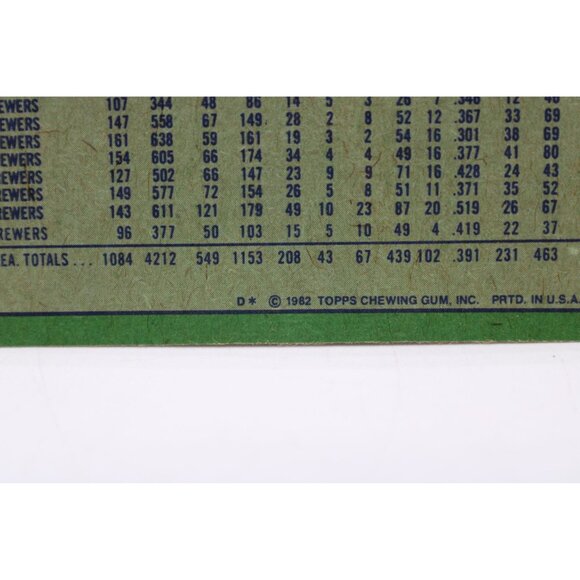 EWERS 107 344 48 86 14 5 3 26 7 .348 12 40
EWERS 147 558 67 149 28 2 8 52 12 .367 33 69
REWERS 161 638 59 161 19 3 2 54 16 .301 38 69
REWERS 154 605 66 174 34 4 4 49 16 .377 41 80
REWERS 127 502 66 147 23 9 9 71 16 .428 24 43
REWERS 149 577 72 154 26 5 8 51 11 .371 35 52
REWERS 143 611 121 179 49 10 23 87 20 .519 26 67
REWERS 96 377 50 103 15 5 10 49 4 .419 22 37
EA. TOTALS ... 1084 4212 549 1153 208 43 67 439 102 .391 231 463
D* © 1982 TOPPS CHEWING GUM, INC. PRTD. IN U.S.A.